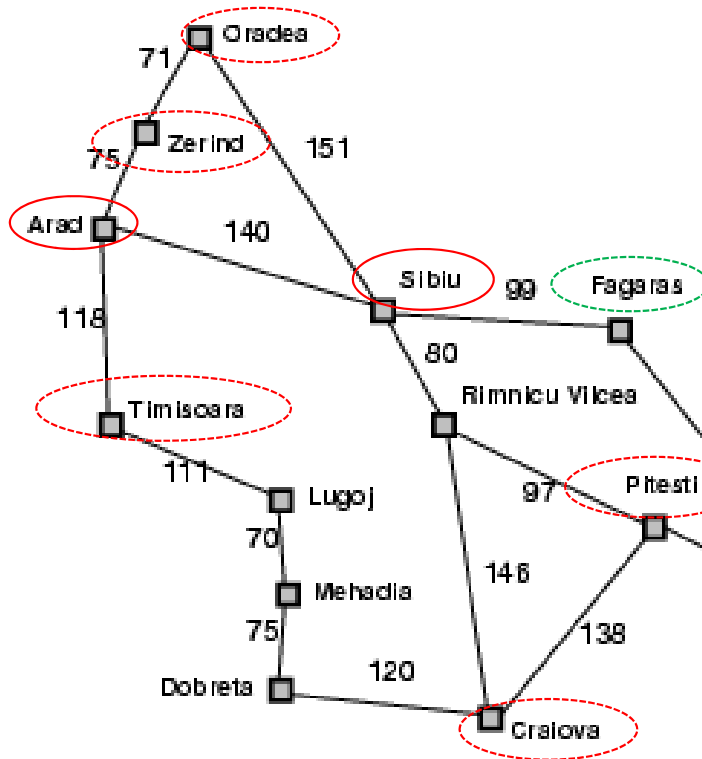 Oradea
71
Zerind
151
75
Arad
140
Sibiu
99
Fagaras
118
80
Rimnicu Vilcea
Timisoara
111
97
Pitesti
Lugoj
70
146
Mehadia
75
138
Dobreta
120
Craiova